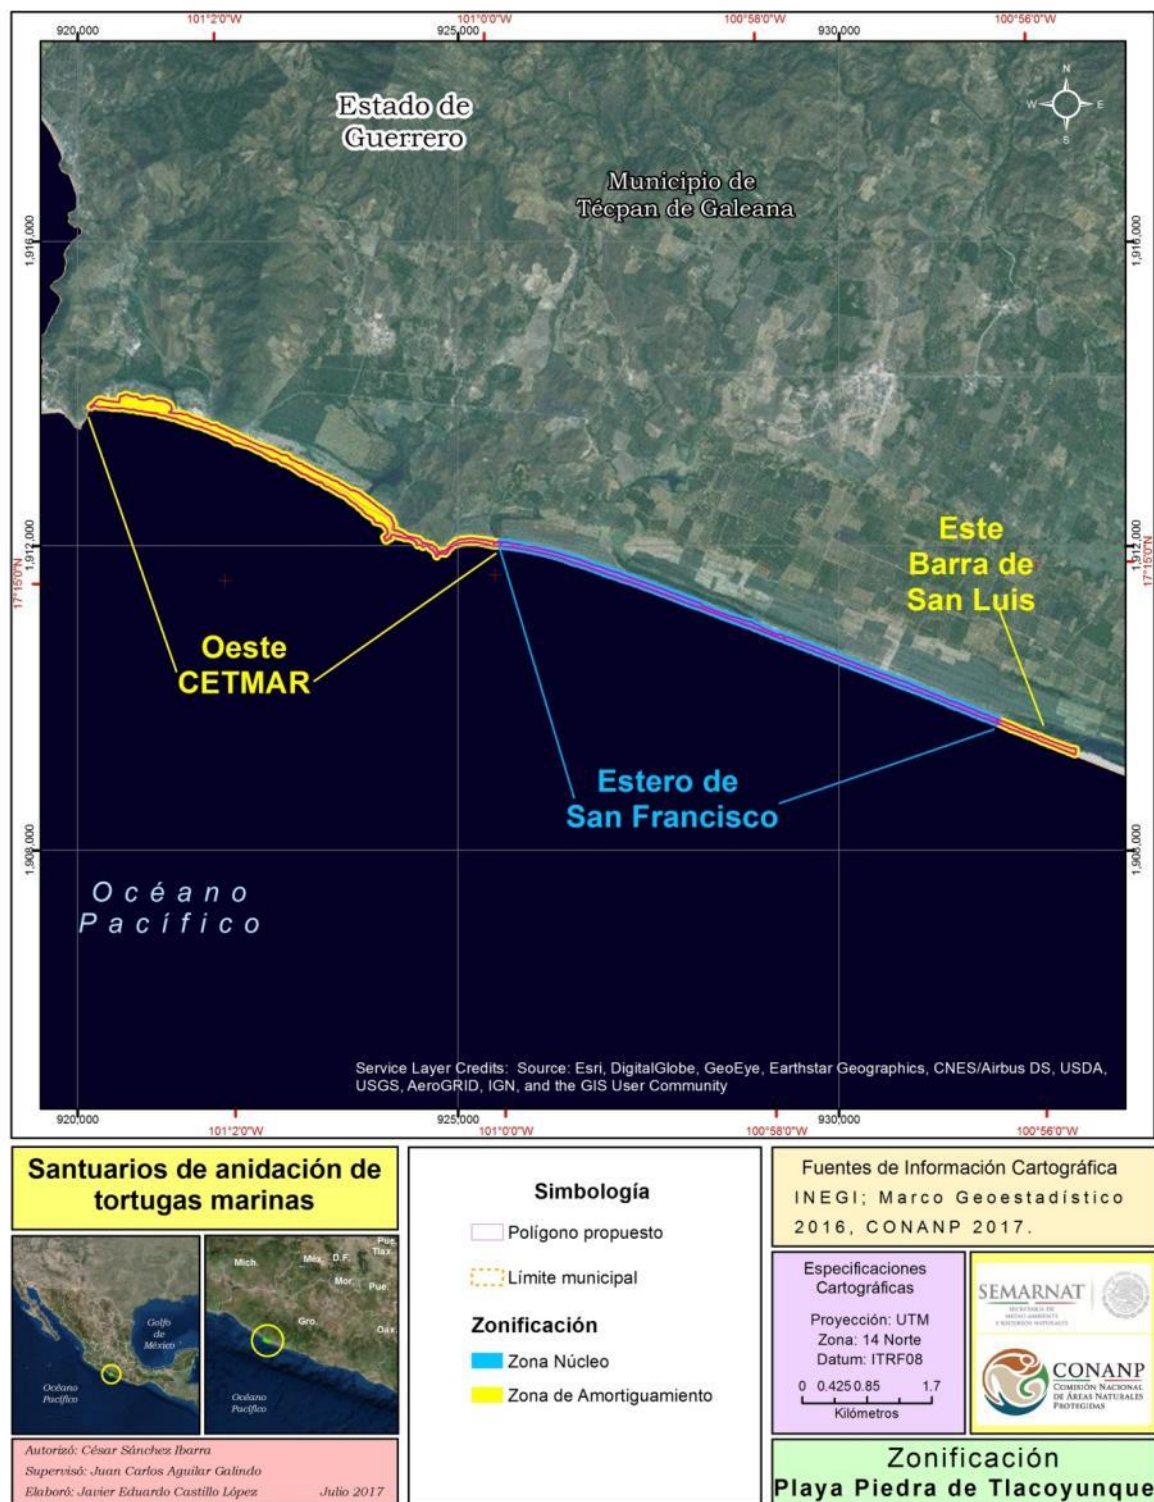 101°2'0"W
101°0'0"W
100°58'0"W
100°56'0"W
920,000
925,000
930,000
N
W
E
S
Estado de
Guerrero
Municipio de
Técpan de Galeana
1,916,000
1,916,000
1,912,000
1,912,000
17°15'0"N
17°15'0"N
Este
Barra de
San Luis
Oeste
CETMAR
Estero de
San Francisco
1,908,000
1,908,000
Océano
Pacífico
Service Layer Credits: Source: Esri, DigitalGlobe, GeoEye, Earthstar Geographics, CNES/Airbus DS, USDA,
USGS, AeroGRID, IGN, and the GIS User Community
920,000
925,000
930,000
101°2'0"W
101°0'0"W
100°58'0"W
100°56'0"W
Santuarios de anidación de
tortugas marinas
Golfo
de
México
Océano
Pacífico
Mich.
Méx.
D.F.
Pue.
Tlax.
Mor.
Pue.
Gro.
Oax.
Océano
Pacífico
Autorizó: César Sánchez Ibarra
Supervisó: Juan Carlos Aguilar Galindo
Elaboró: Javier Eduardo Castillo López Julio 2017
Simbología
Polígono propuesto
Límite municipal
Zonificación
Zona Núcleo
Zona de Amortiguamiento
Fuentes de Información Cartográfica
INEGI; Marco Geoestadístico
2016, CONANP 2017.
Especificaciones
Cartográficas
Proyección: UTM
Zona: 14 Norte
Datum: ITRF08
0 0.425 0.85 1.7
Kilómetros
SEMARNAT
SECRETARÍA DE
MEDIO AMBIENTE
Y RECURSOS NATURALES
CONANP
COMISIÓN NACIONAL
DE ÁREAS NATURALES
PROTEGIDAS
Zonificación
Playa Piedra de Tlacoyunque